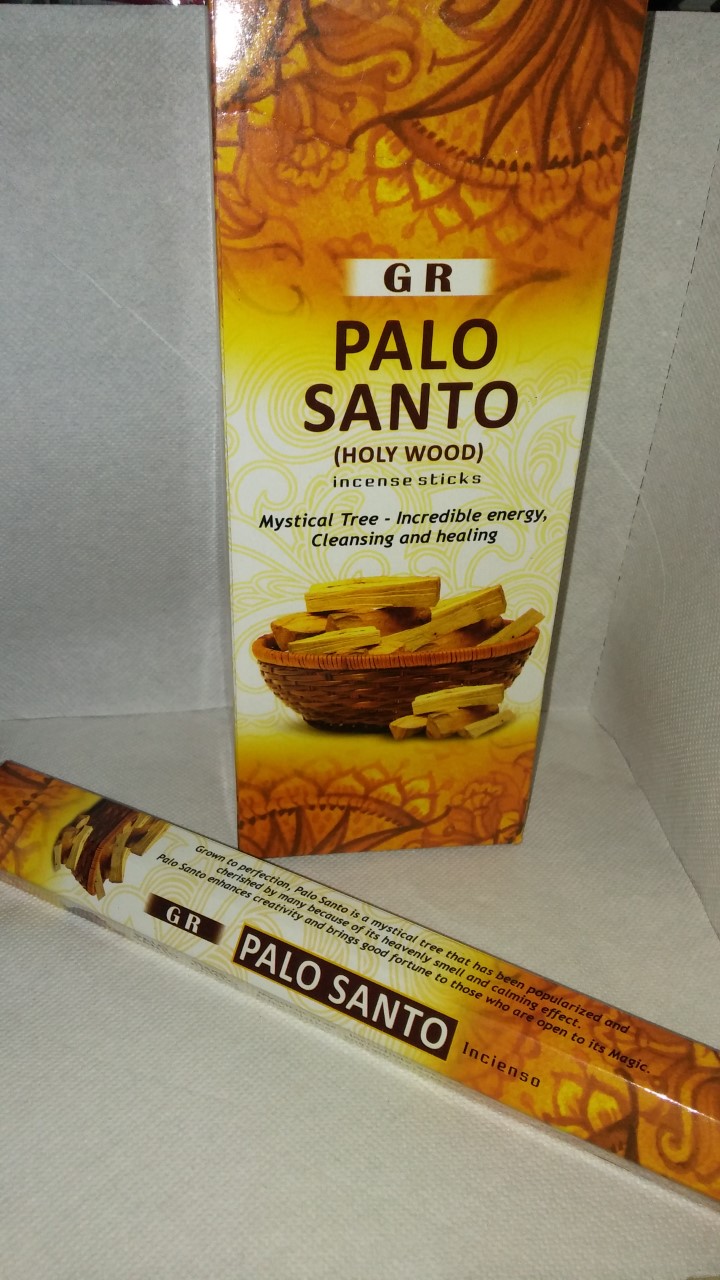 GR
PALO
SANTO
(HOLY WOOD)
incense sticks
Mystical Tree - Incredible energy,
Cleansing and healing
Grown to perfection, Palo Santo is a mystical tree that has been popularized and
cherished by many because of its heavenly smell and calming effect.
Palo Santo enhances creativity and brings good fortune to those who are open to its Magic.
GR
PALO SANTO
Incienso